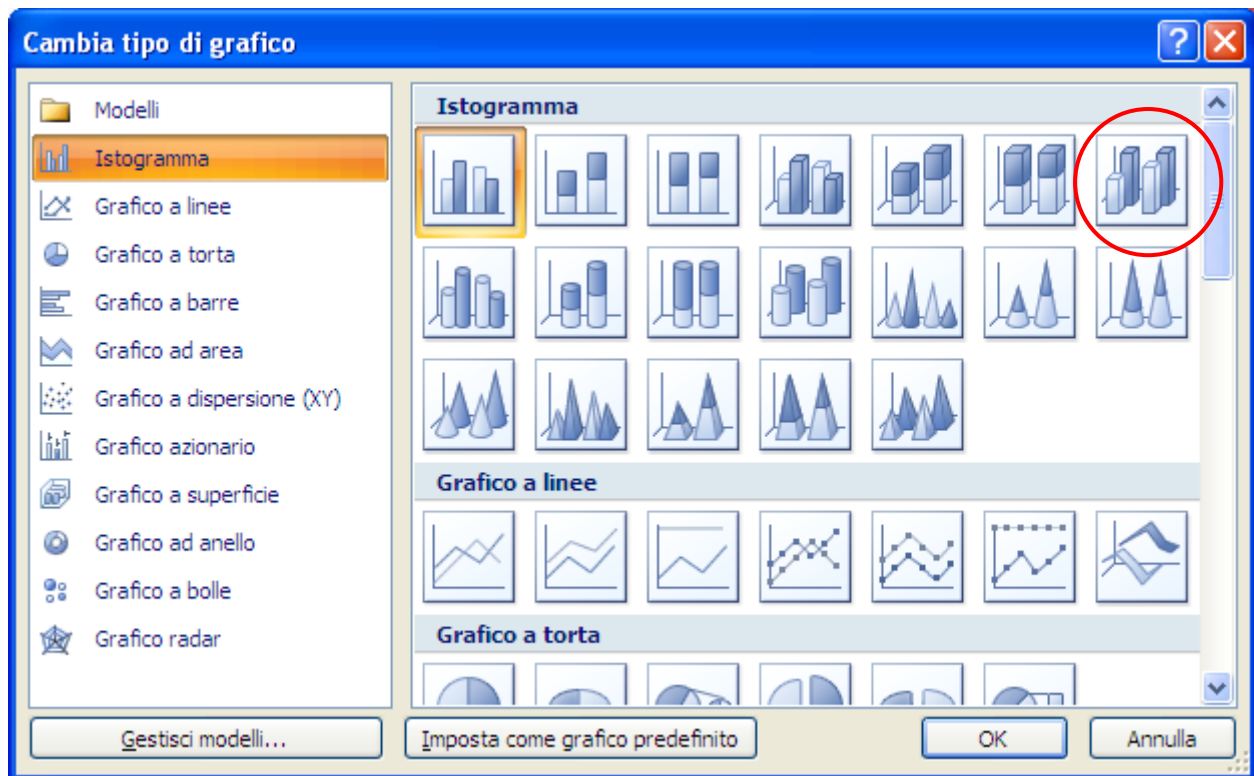 Cambia tipo di grafico
Modelli
Istogramma
Grafico a linee
Grafico a torta
Grafico a barre
Grafico ad area
Grafico a dispersione (XY)
Grafico azionario
Grafico a superficie
Grafico ad anello
Grafico a bolle
Grafico radar
Istogramma
Grafico a linee
Grafico a torta
Gestisci modelli...
Imposta come grafico predefinito
OK
Annulla